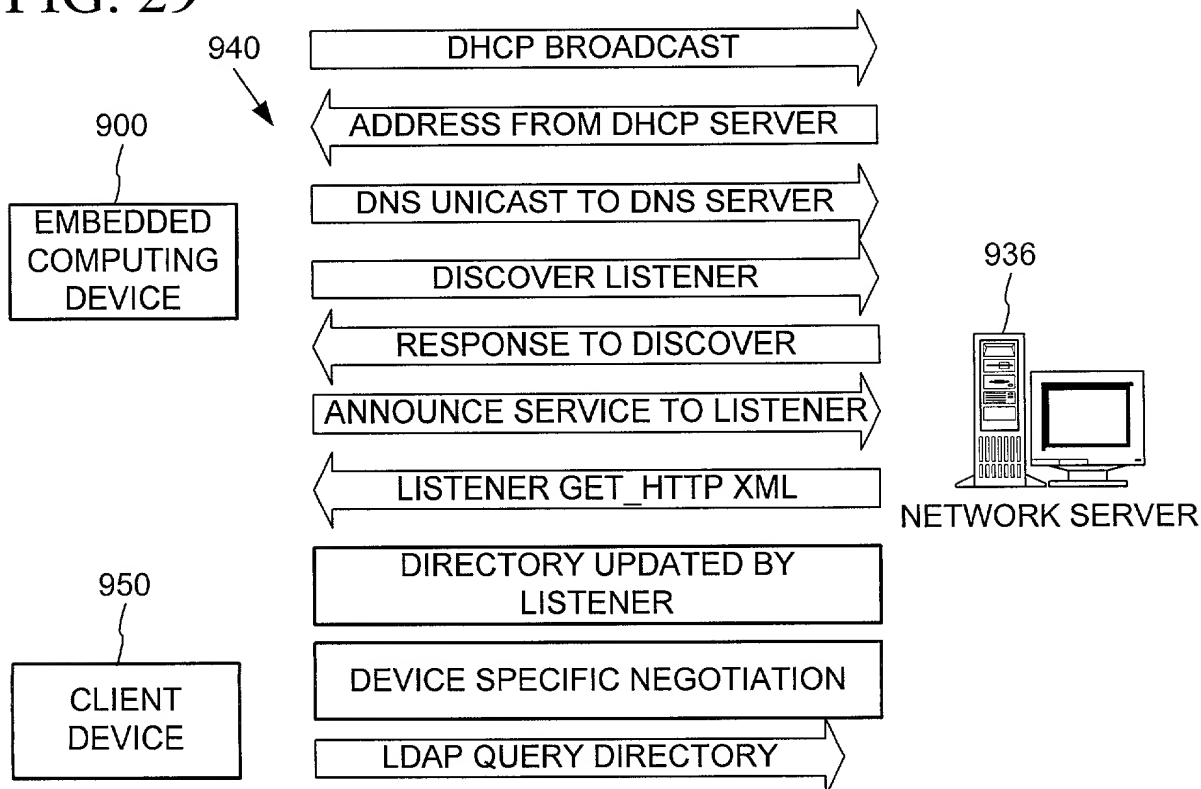 FIG. 29
940
DHCP BROADCAST
ADDRESS FROM DHCP SERVER
900
EMBEDDED
COMPUTING
DEVICE
DNS UNICAST TO DNS SERVER
DISCOVER LISTENER
936
RESPONSE TO DISCOVER
ANNOUNCE SERVICE TO LISTENER
LISTENER GET_HTTP XML
NETWORK SERVER
DIRECTORY UPDATED BY
LISTENER
950
CLIENT
DEVICE
DEVICE SPECIFIC NEGOTIATION
LDAP QUERY DIRECTORY